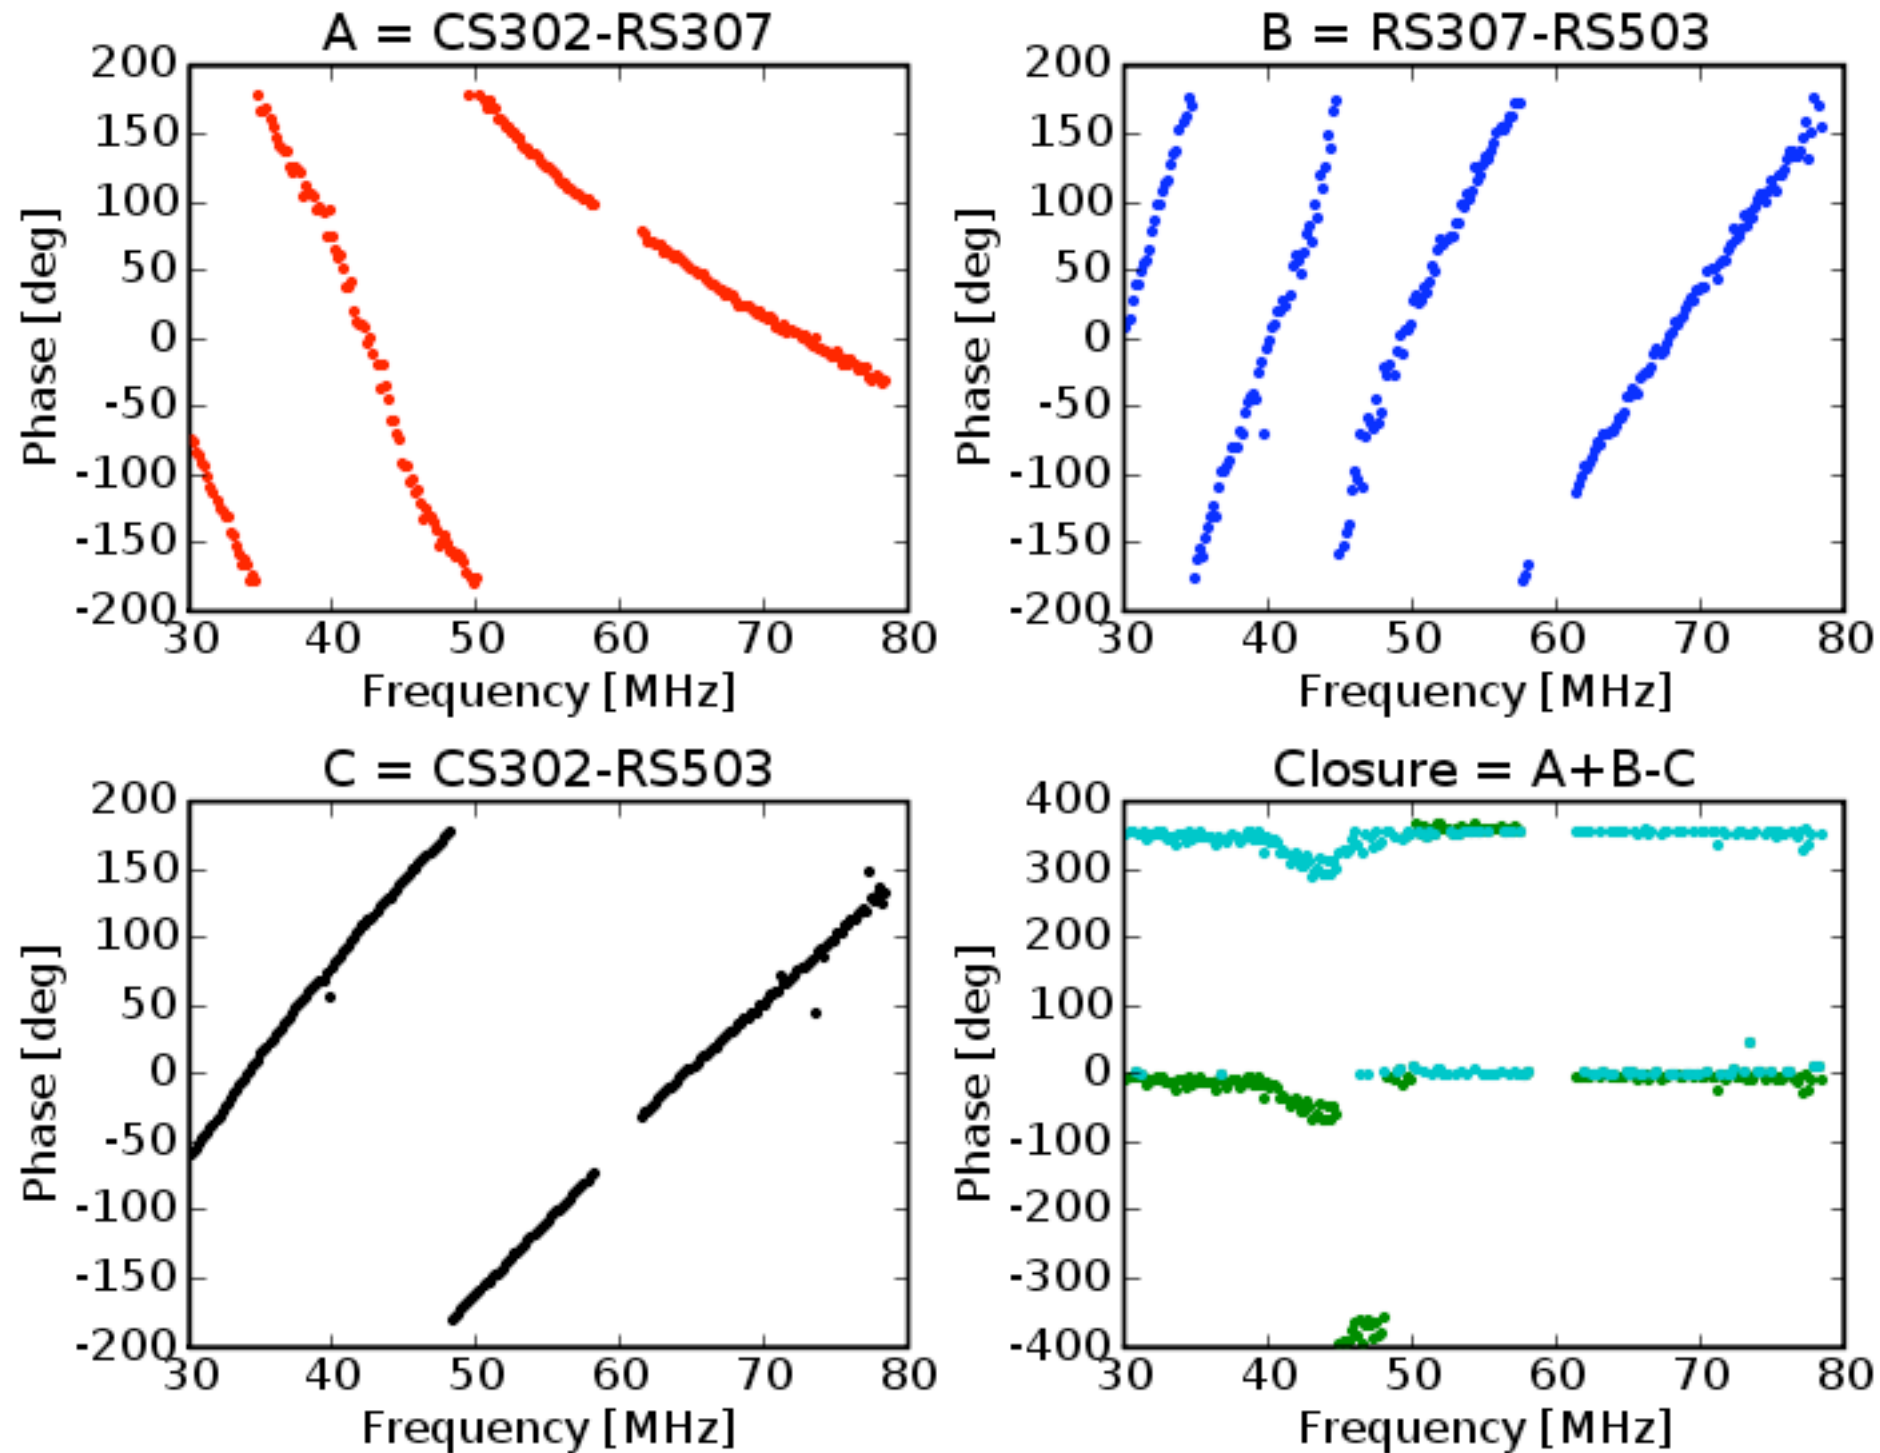 A = CS302-RS307
200
150
100
50
0
-50
-100
-150
-200
Phase [deg]
30 40 50 60 70 80
Frequency [MHz]
B = RS307-RS503
200
150
100
50
0
-50
-100
-150
-200
Phase [deg]
30 40 50 60 70 80
Frequency [MHz]
C = CS302-RS503
200
150
100
50
0
-50
-100
-150
-200
Phase [deg]
30 40 50 60 70 80
Frequency [MHz]
Closure = A+B-C
400
300
200
100
0
-100
-200
-300
-400
Phase [deg]
30 40 50 60 70 80
Frequency [MHz]